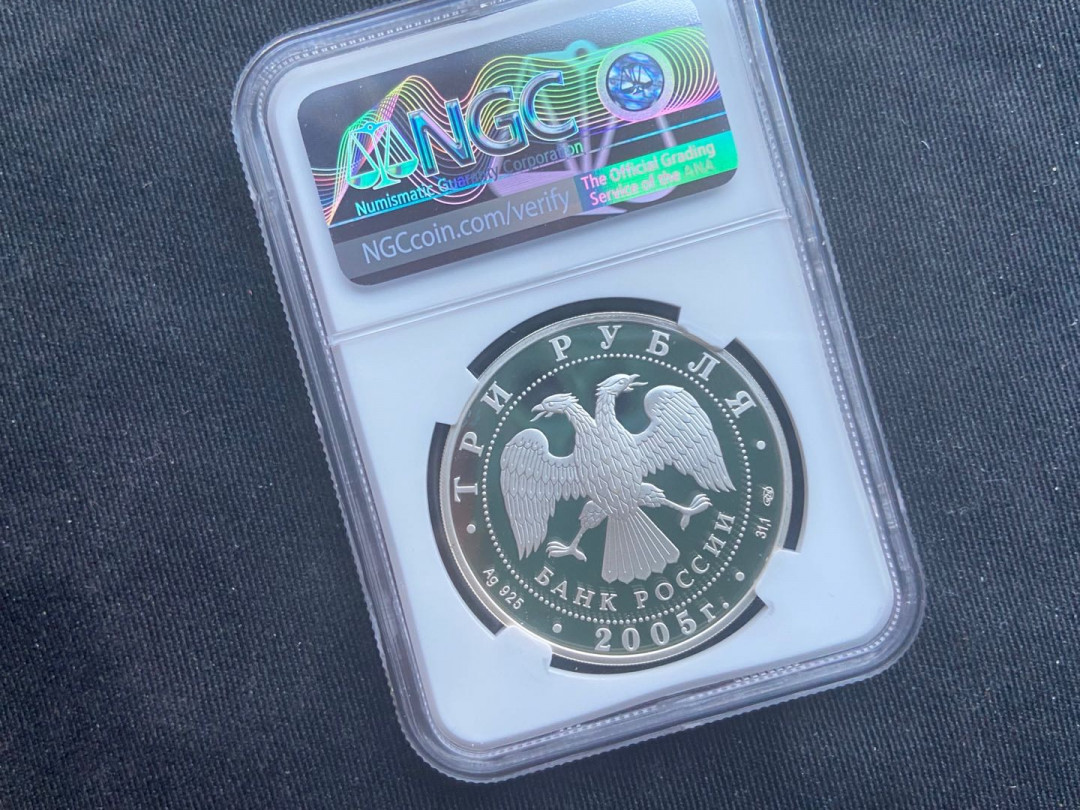 NGC
Numismatic Guaranty Corporation
NGCcoin.com/verify
The Official Grading
Service of the ANA
ТРИ РУБЛЯ
БАНК РОССИИ
Ag 925
31,1
2005г.